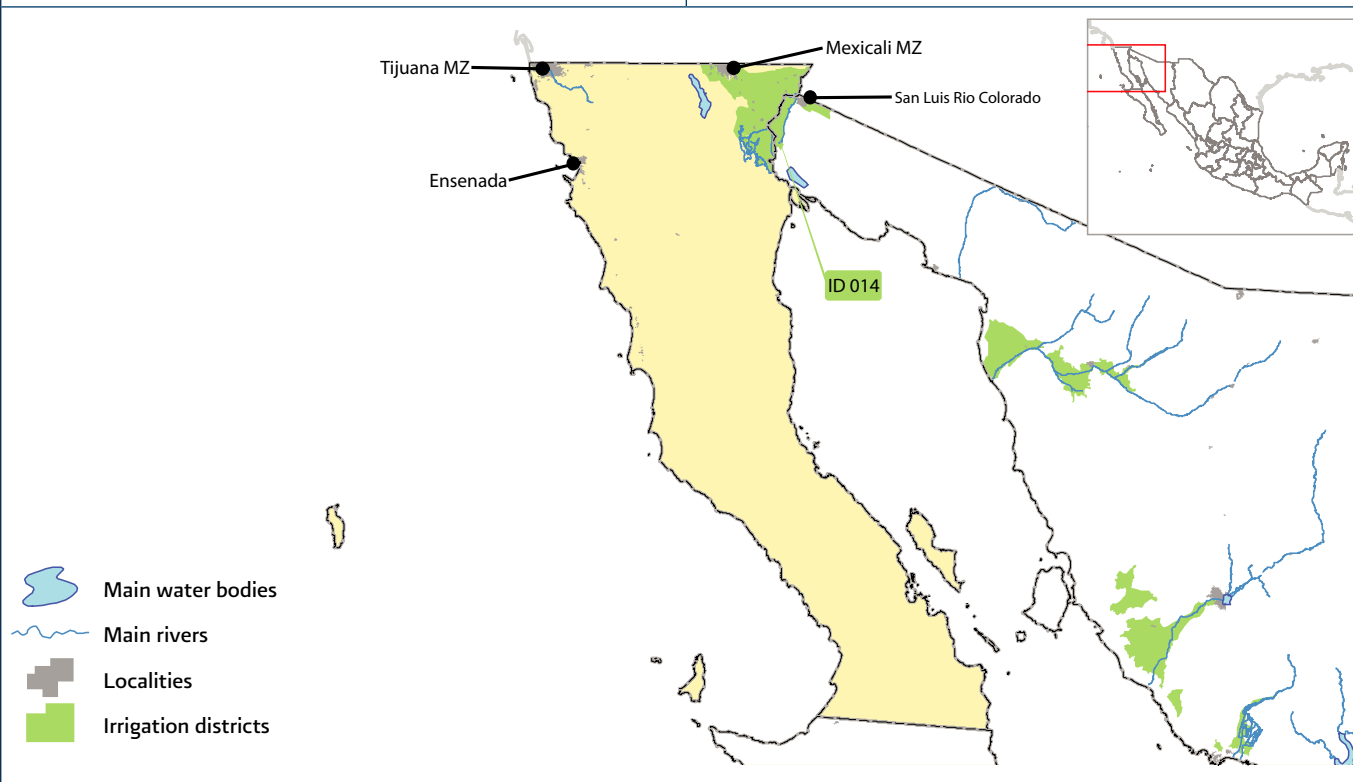 Mexicali MZ
Tijuana MZ
San Luis Rio Colorado
Ensenada
ID 014
Main water bodies
Main rivers
Localities
Irrigation districts